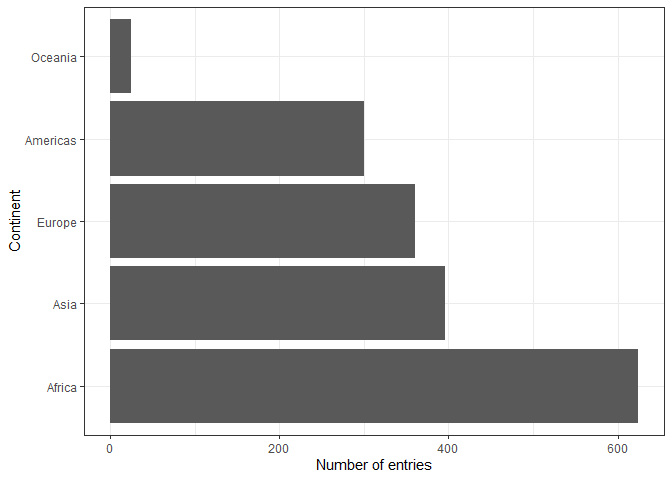 Oceania
Americas
Europe
Asia
Africa
Continent
0 200 400 600
Number of entries